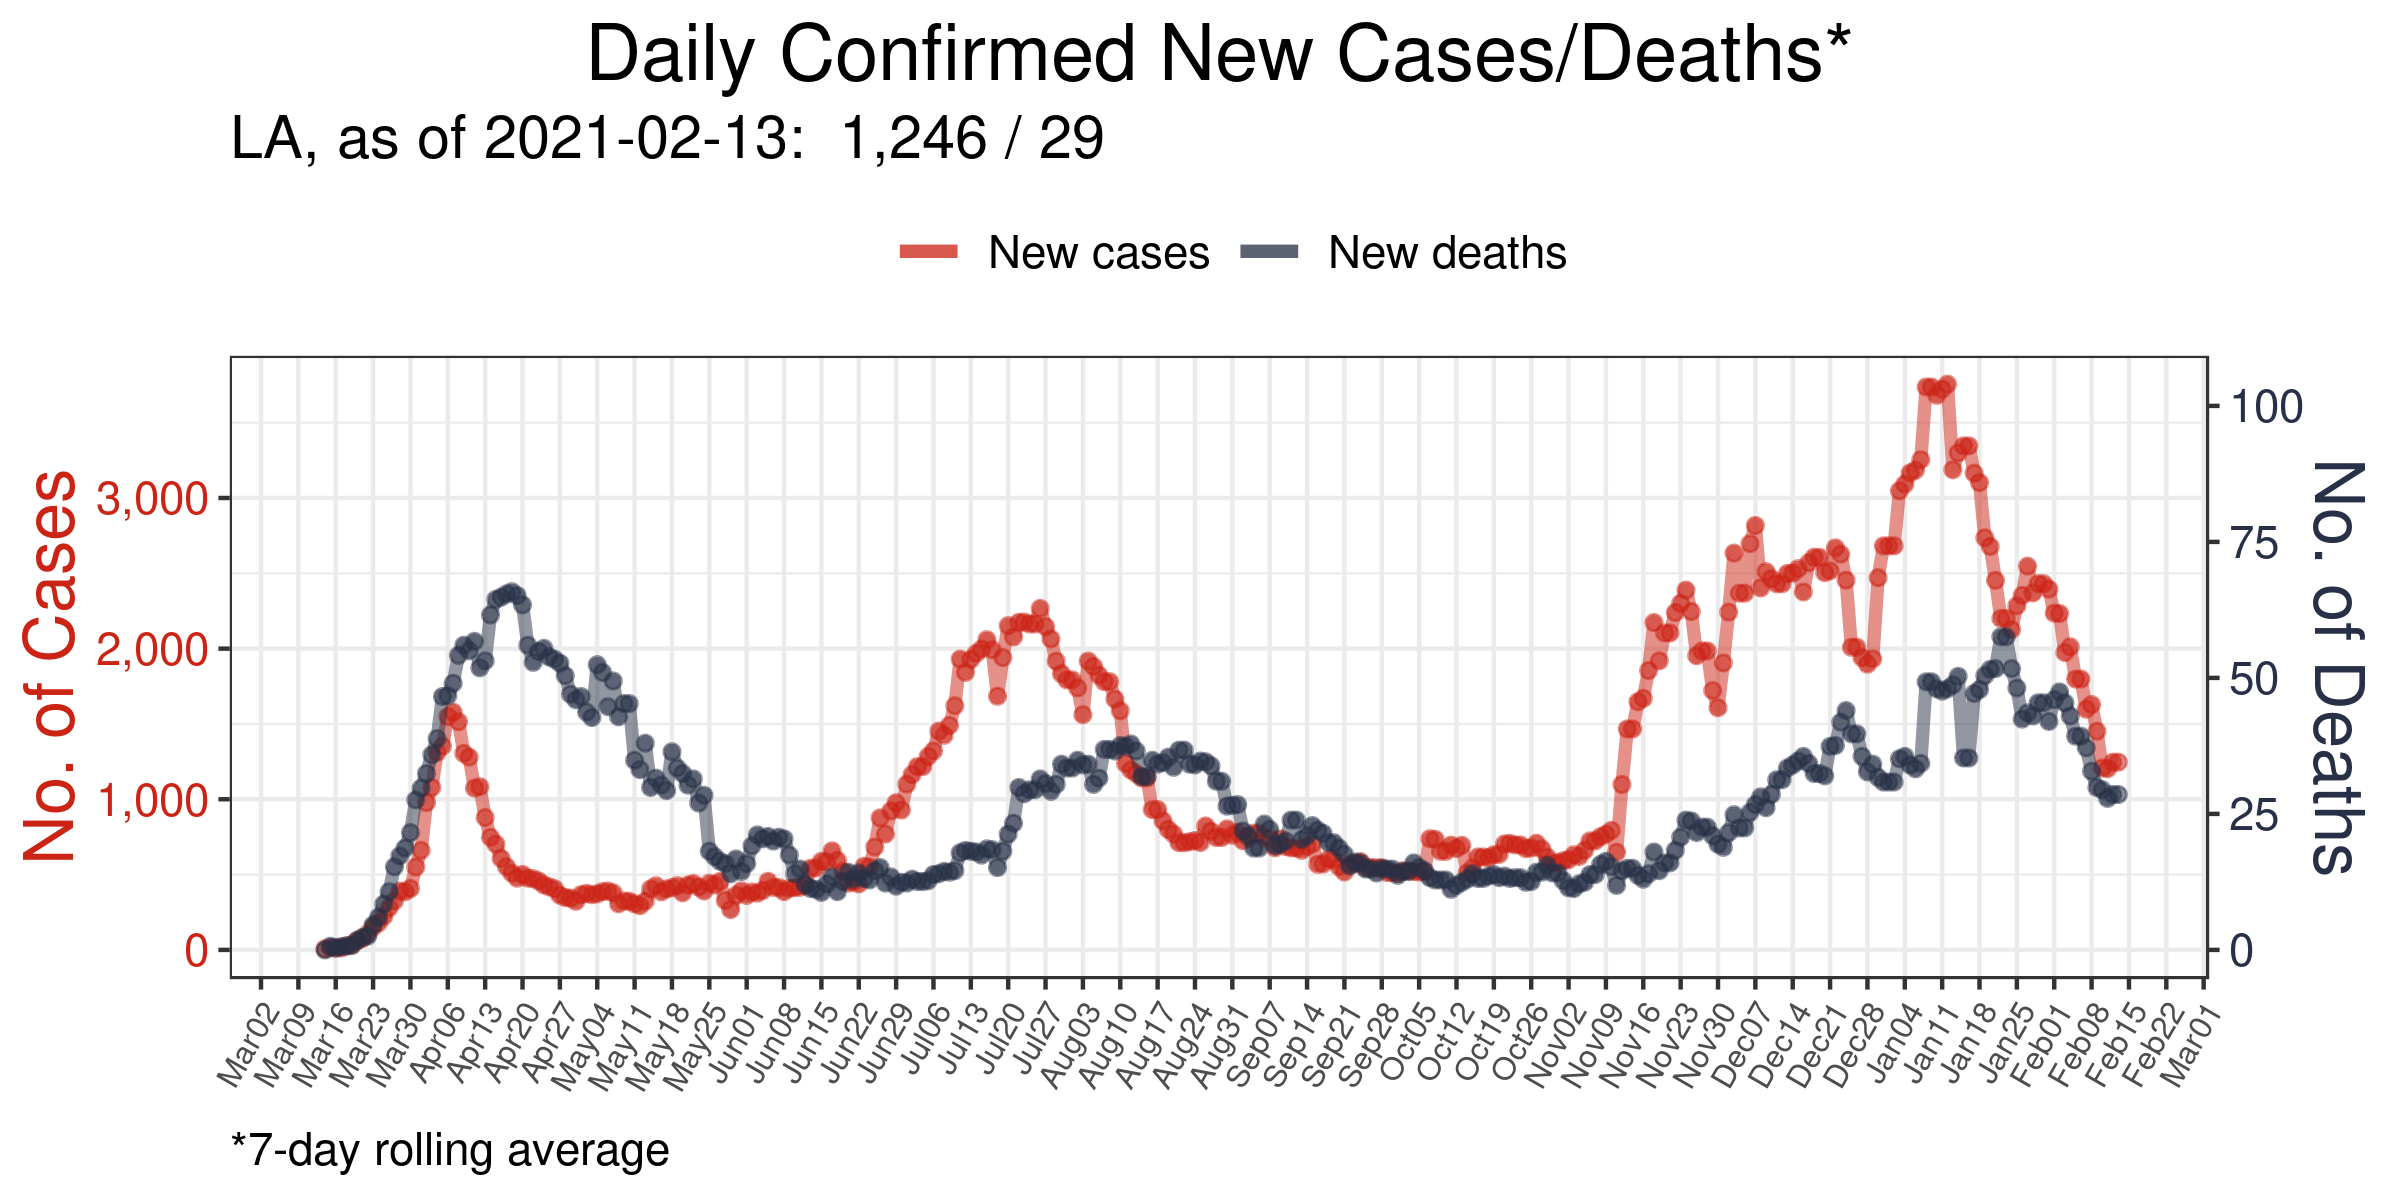 Daily Confirmed New Cases/Deaths*
LA, as of 2021-02-13:  1,246 / 29
New cases
New deaths
No. of Cases
3,000
2,000
1,000
0
100
75
50
25
0
No. of Deaths
Mar02
Mar09
Mar16
Mar23
Mar30
Apr06
Apr13
Apr20
Apr27
May04
May11
May18
May25
Jun01
Jun08
Jun15
Jun22
Jun29
Jul06
Jul13
Jul20
Jul27
Aug03
Aug10
Aug17
Aug24
Aug31
Sep07
Sep14
Sep21
Sep28
Oct05
Oct12
Oct19
Oct26
Nov02
Nov09
Nov16
Nov23
Nov30
Dec07
Dec14
Dec21
Dec28
Jan04
Jan11
Jan18
Jan25
Feb01
Feb08
Feb15
Feb22
Mar01
*7-day rolling average